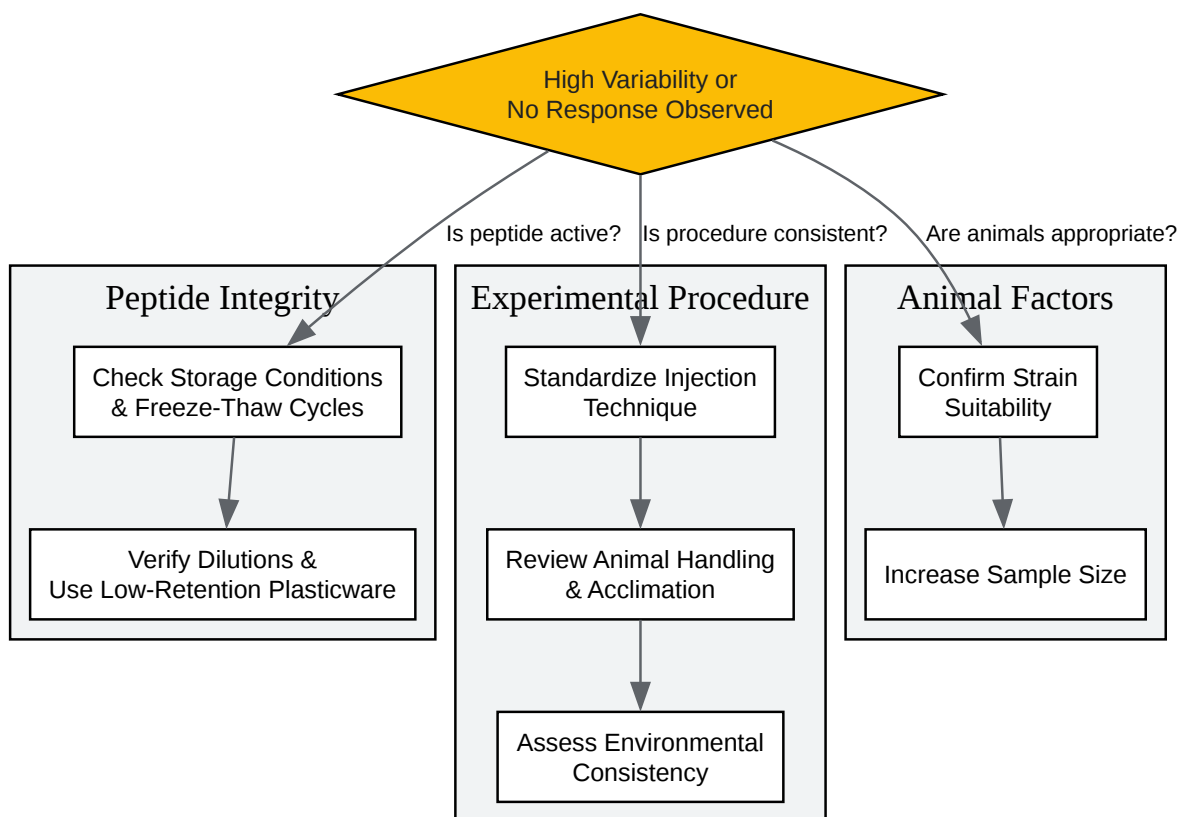 High Variability or
No Response Observed
Is peptide active?
Is procedure consistent?
Are animals appropriate?
Peptide Integrity
Experimental Procedure
Animal Factors
Check Storage Conditions
& Freeze-Thaw Cycles
Standardize Injection
Technique
Confirm Strain
Suitability
Verify Dilutions &
Use Low-Retention Plasticware
Review Animal Handling
& Acclimation
Increase Sample Size
Assess Environmental
Consistency